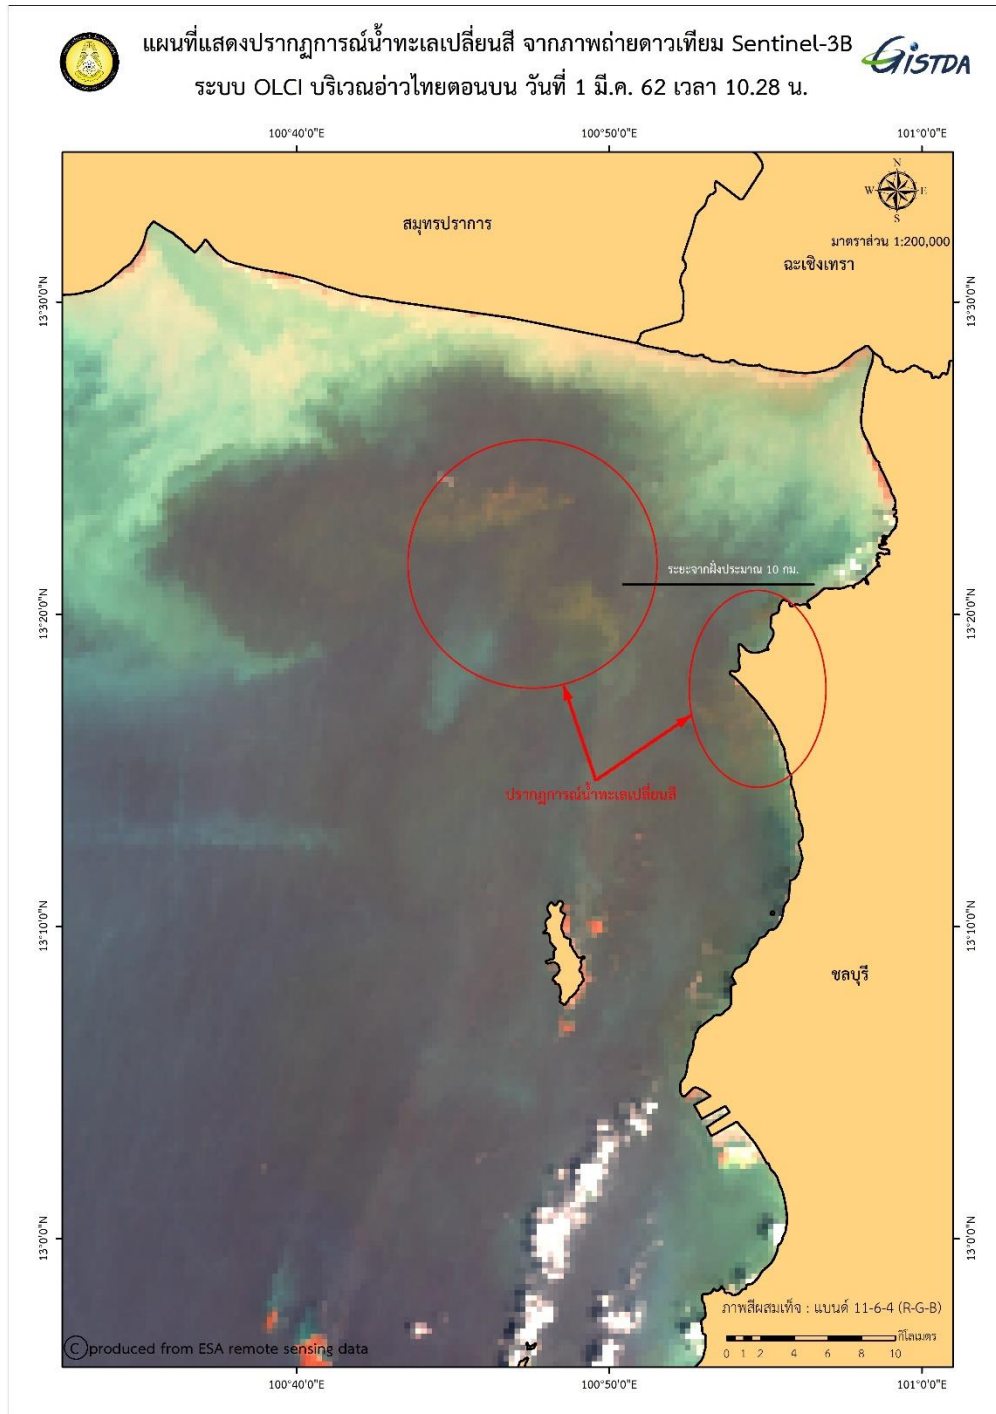 แผนที่แสดงปรากฏการณ์น้ำทะเลเปลี่ยนสี จากภาพถ่ายดาวเทียม Sentinel-3B
GISTDA
ระบบ OLCI บริเวณอ่าวไทยตอนบน วันที่ 1 มี.ค. 62 เวลา 10.28 น.
100°40'0"E
100°50'0"E
101°0'0"E
N
W
E
S
สมุทรปราการ
มาตราส่วน 1:200,000
ฉะเชิงเทรา
13°30'0"N
13°30'0"N
ระยะจากฝั่งประมาณ 10 กม.
13°20'0"N
13°20'0"N
ปรากฎการณ์น้ำทะเลเปลี่ยนสี
13°10'0"N
13°10'0"N
ชลบุรี
13°0'0"N
13°0'0"N
ภาพสีผสมเท็จ : แบนด์ 11-6-4 (R-G-B)
กิโลเมตร
0 1 2 4 6 8 10
© produced from ESA remote sensing data
100°40'0"E
100°50'0"E
101°0'0"E